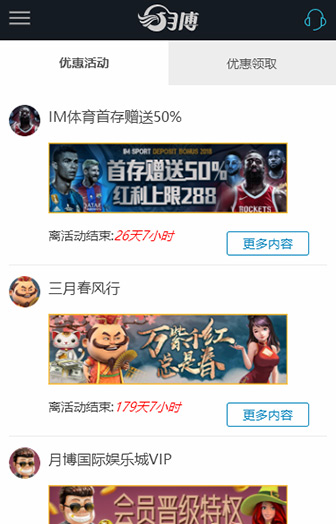 月博
优惠活动
优惠领取
IM体育首存赠送50%
IM SPORT DEPOSIT BONUS 2018
首存赠送50%
红利上限288
ROCKETS
离活动结束:26天7小时
更多内容
三月春风行
万紫千红
总是春
离活动结束:179天7小时
更多内容
月博国际娱乐城VIP
会员晋级特权